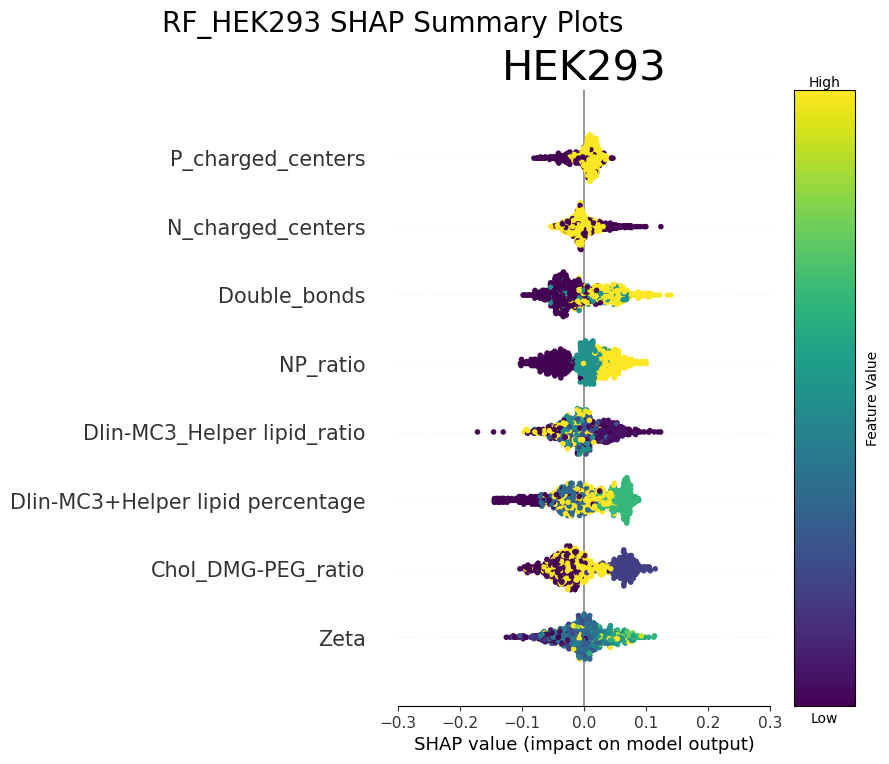 RF_HEK293 SHAP Summary Plots
HEK293
High
P_charged_centers
N_charged_centers
Double_bonds
NP_ratio
Dlin-MC3_Helper lipid_ratio
Dlin-MC3+Helper lipid percentage
Chol_DMG-PEG_ratio
Zeta
Feature Value
Low
−0.3 −0.2 −0.1 0.0 0.1 0.2 0.3
SHAP value (impact on model output)